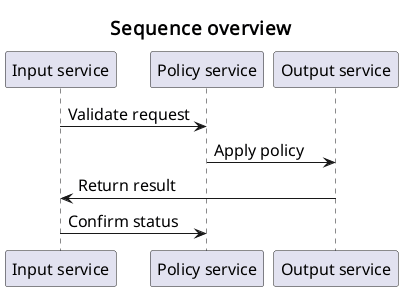 Sequence overview
Input service
Policy service
Output service
Validate request
Apply policy
Return result
Confirm status
Input service
Policy service
Output service